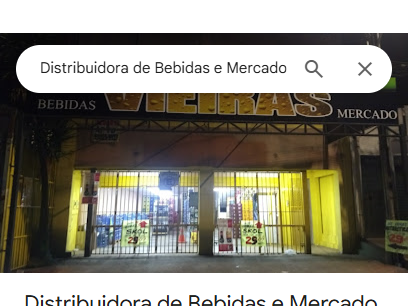 Distribuidora de Bebidas e Mercado
VIEIRAS
BEBIDAS
MERCADO
SKOL
29
SKOL
29
Distribuidora de Bebidas e Mercado